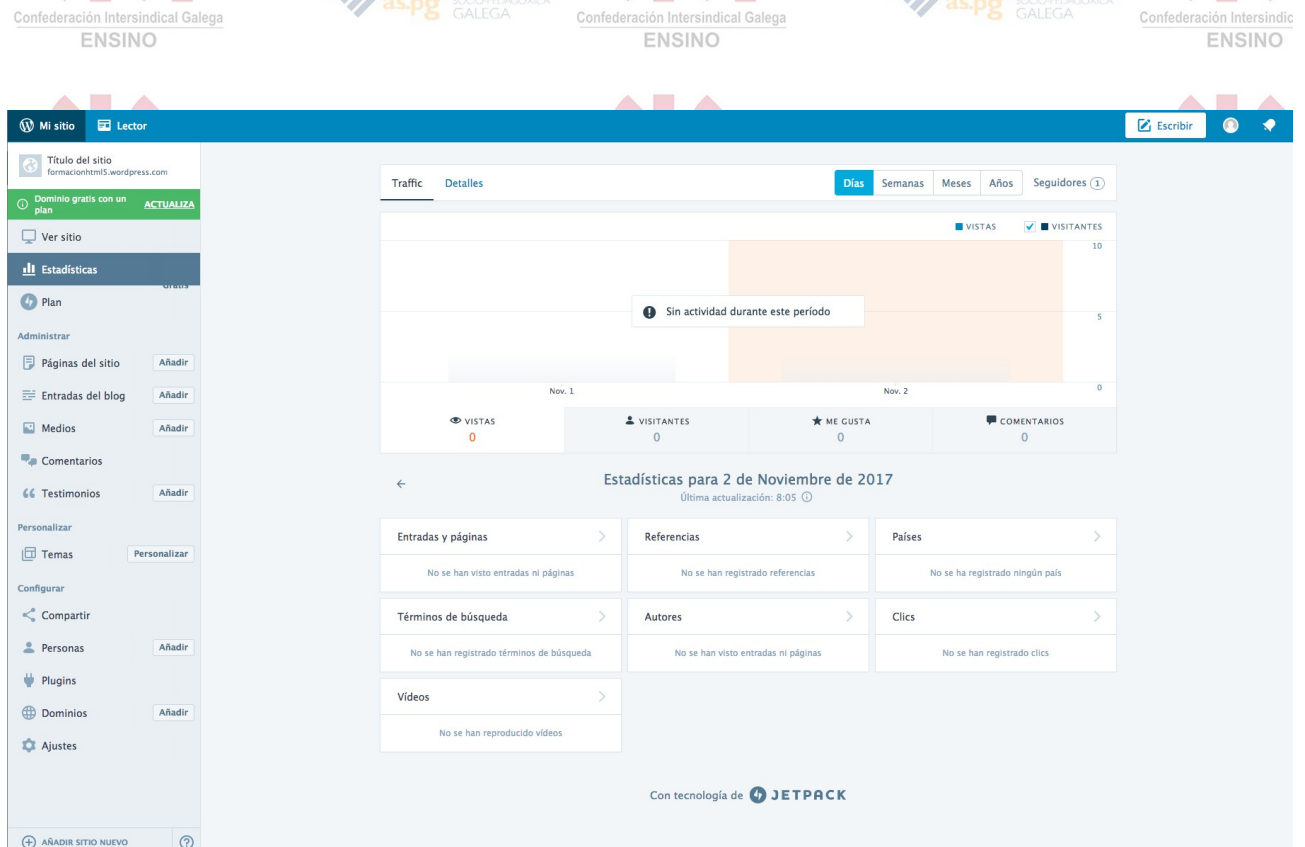 Confederación Intersindical Galega
ENSINO
as.pg
SOCIOPEDAGÓXICA
GALEGA
Confederación Intersindical Galega
ENSINO
as.pg
SOCIOPEDAGÓXICA
GALEGA
Confederación Intersindic
ENSINO
Mi sitio Lector Escribir
Título del sitio
formacionhtml5.wordpress.com
Dominio gratis con un plan ACTUALIZA
Ver sitio
Estadísticas
Gratis
Plan
Administrar
Páginas del sitio Añadir
Entradas del blog Añadir
Medios Añadir
Comentarios
Testimonios Añadir
Personalizar
Temas Personalizar
Configurar
Compartir
Personas Añadir
Plugins
Dominios Añadir
Ajustes
AÑADIR SITIO NUEVO
Traffic Detalles Días Semanas Meses Años Seguidores 1
VISTAS VISITANTES
10
Sin actividad durante este período
5
Nov. 1 Nov. 2 0
VISTAS VISITANTES ME GUSTA COMENTARIOS
0 0 0 0
Estadísticas para 2 de Noviembre de 2017
Última actualización: 8:05
Entradas y páginas Referencias Países
No se han visto entradas ni páginas No se han registrado referencias No se ha registrado ningún país
Términos de búsqueda Autores Clics
No se han registrado términos de búsqueda No se han visto entradas ni páginas No se han registrado clics
Vídeos
No se han reproducido vídeos
Con tecnología de JETPACK